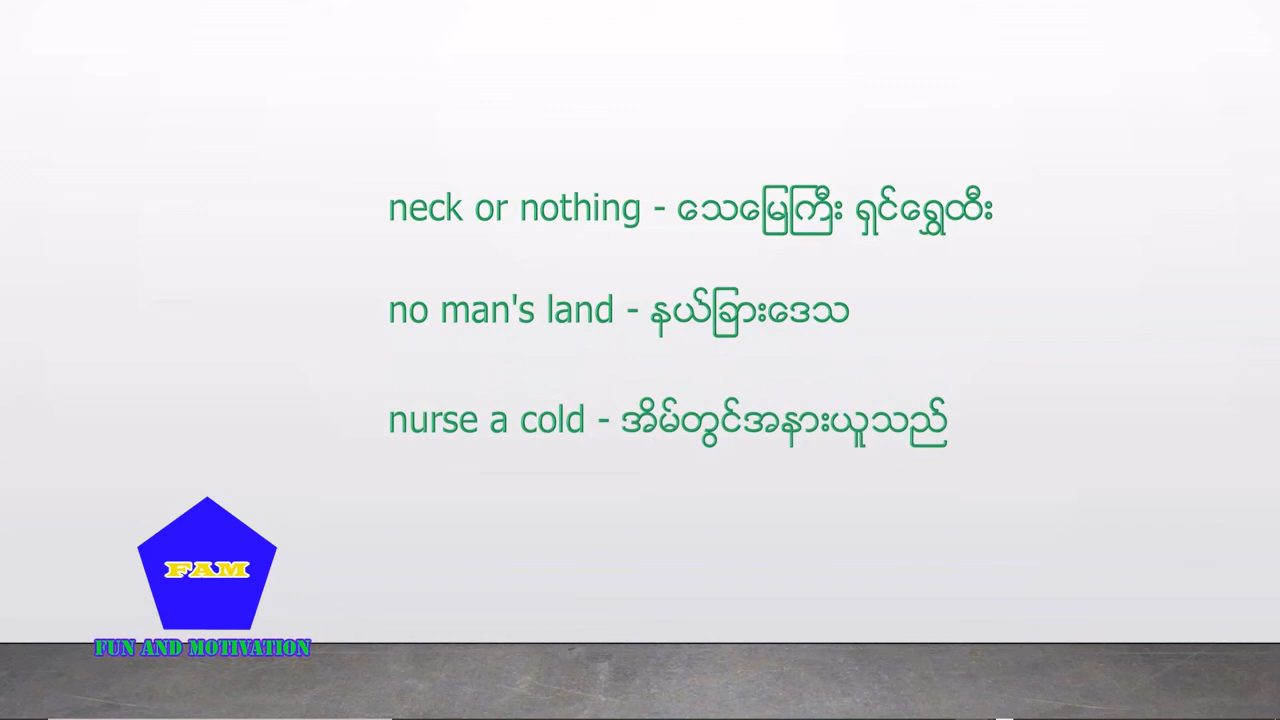 neck or nothing - သေမြေကြီး ရှင်ရွှေထီး
no man's land - နယ်ခြားဒေသ
nurse a cold - အိမ်တွင်အနားယူသည်
FAM
FUN AND MOTIVATION